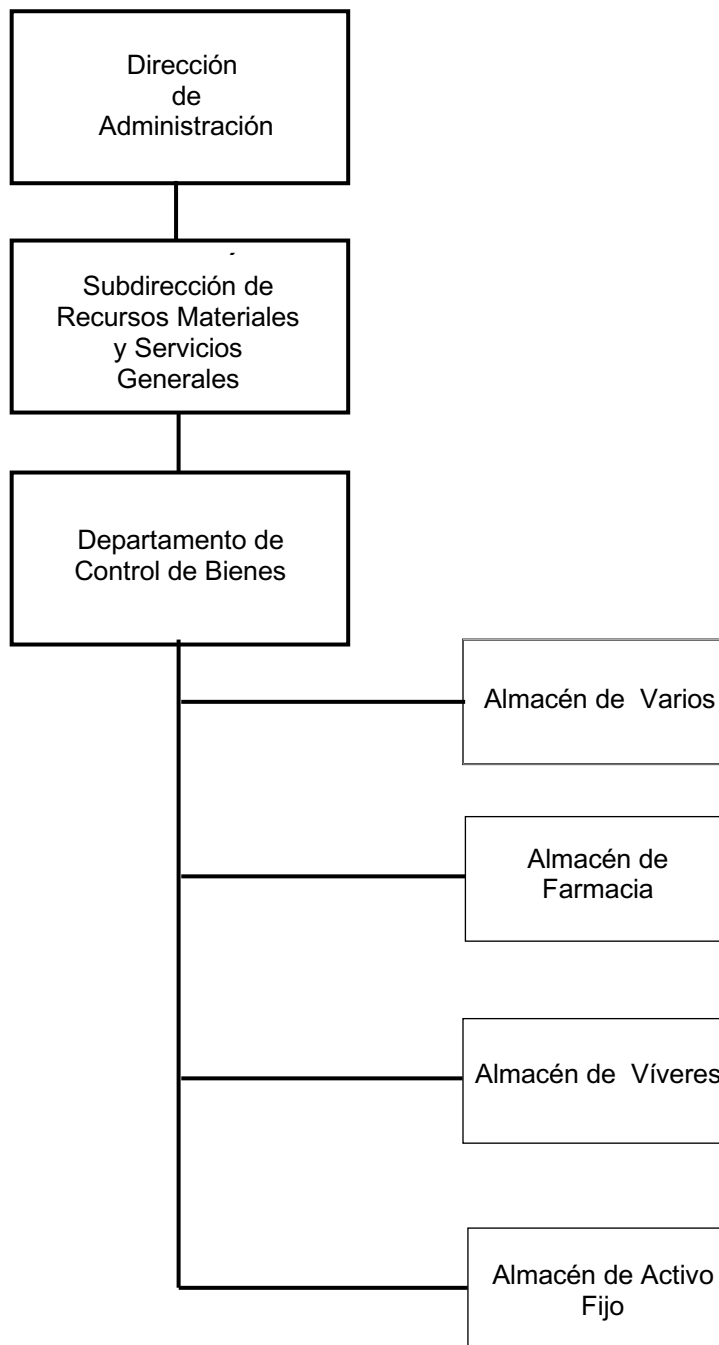 Dirección
de
Administración
Subdirección de
Recursos Materiales
y Servicios
Generales
Departamento de
Control de Bienes
Almacén de Varios
Almacén de
Farmacia
Almacén de Víveres
Almacén de Activo
Fijo